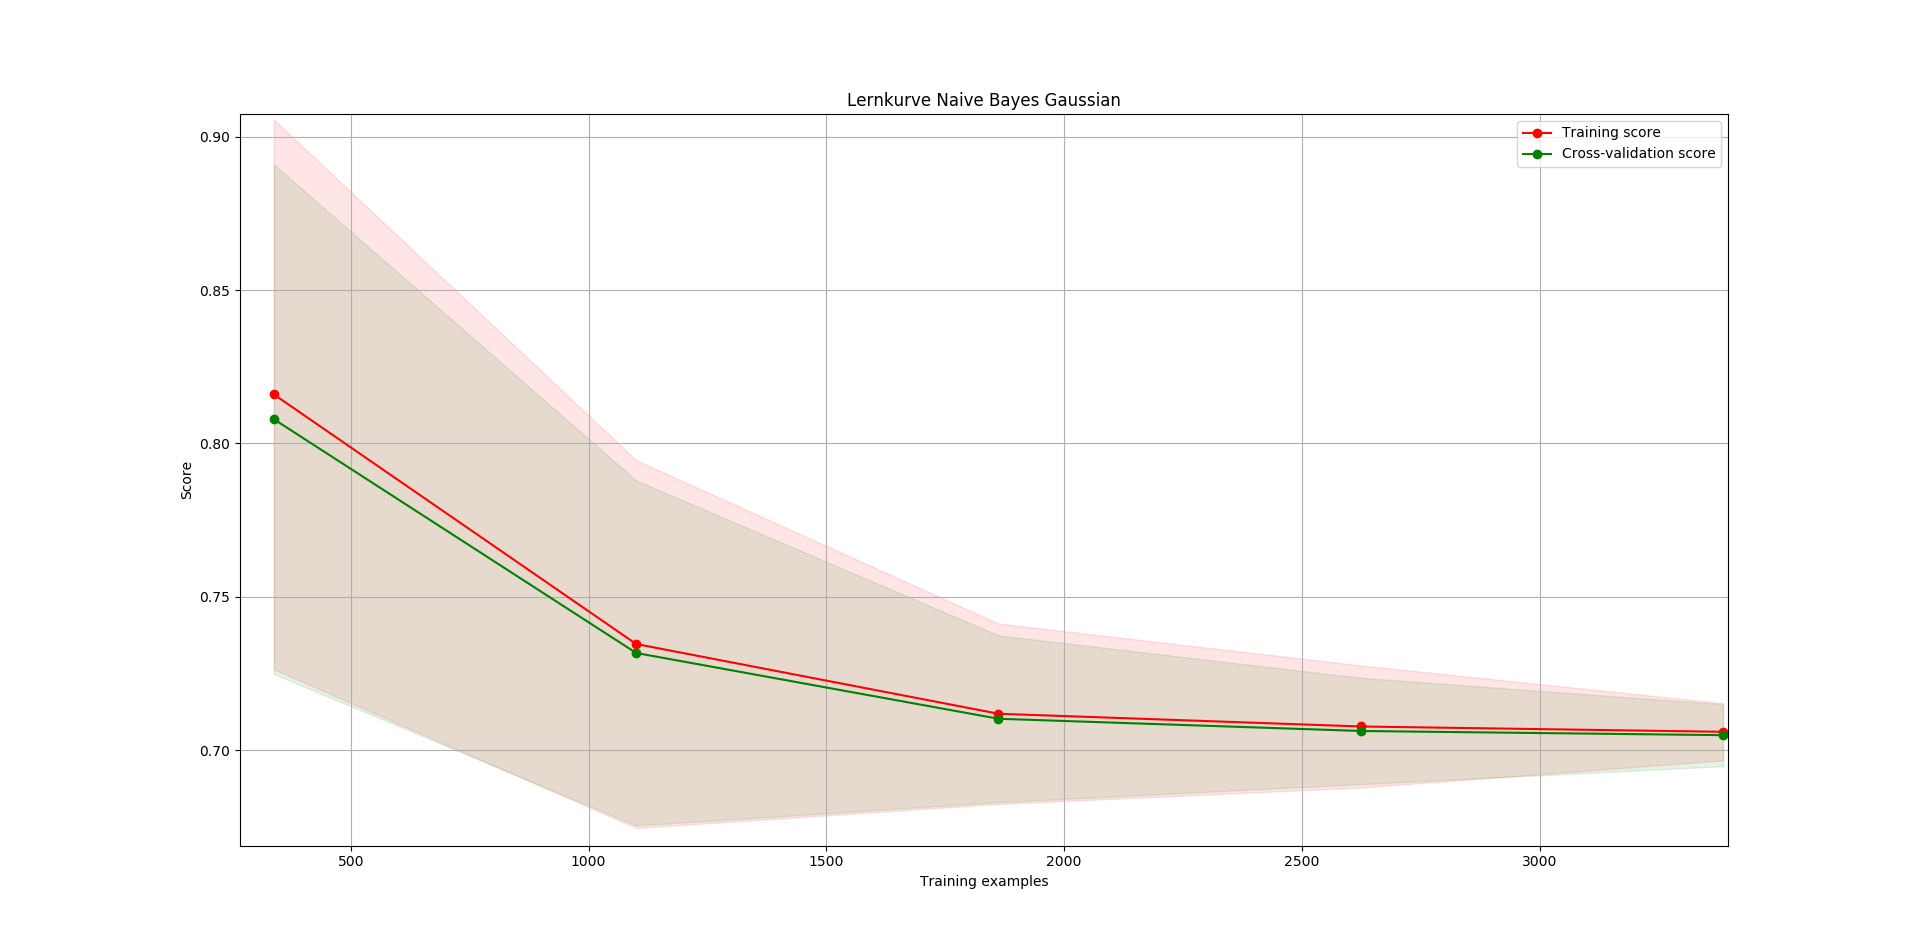 Lernkurve Naive Bayes Gaussian
Training score
Cross-validation score
0.90
0.85
0.80
0.75
0.70
Score
500
1000
1500
2000
2500
3000
Training examples